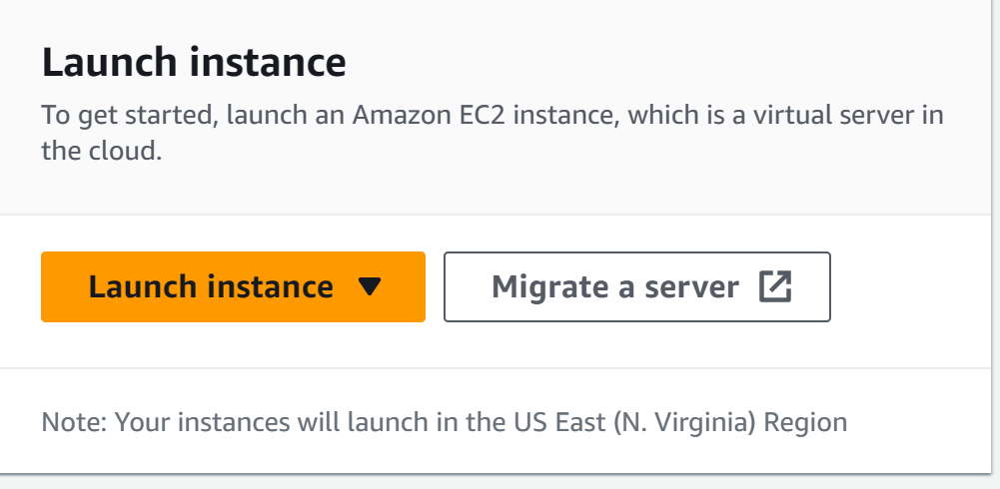 Launch instance
To get started, launch an Amazon EC2 instance, which is a virtual server in
the cloud.
Launch instance
Migrate a server
Note: Your instances will launch in the US East (N. Virginia) Region